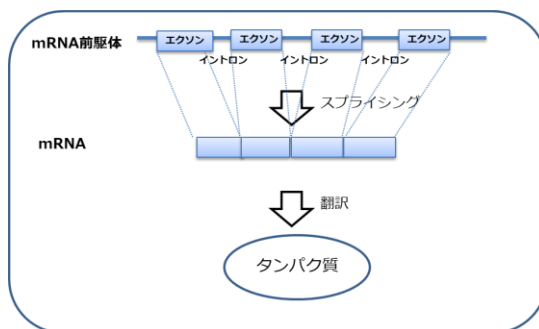 mRNA前駆体
エクソン エクソン エクソン エクソン
イントロン イントロン イントロン
スプライシング
mRNA
翻訳
タンパク質